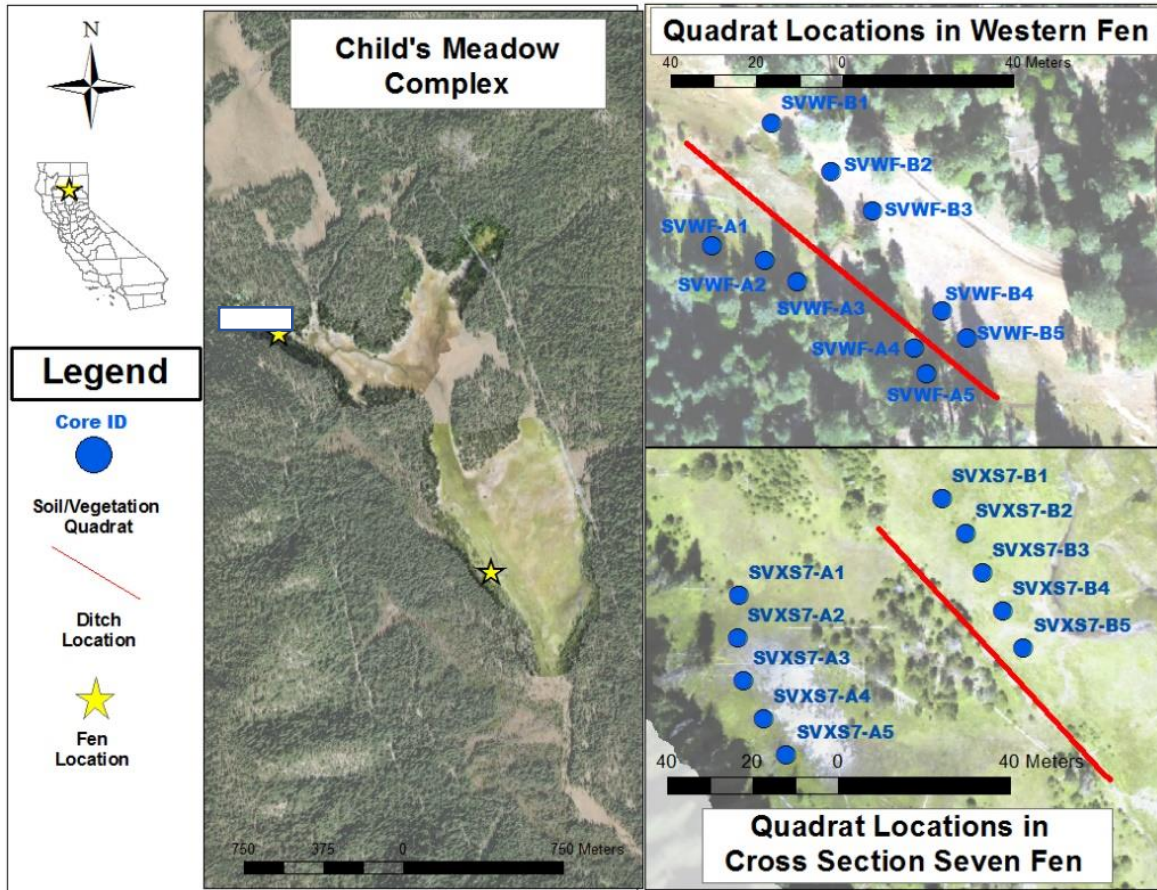 N
Legend
Core ID
Soil/Vegetation
Quadrat
Ditch
Location
Fen
Location
Child's Meadow
Complex
750 375 0 750 Meters
Quadrat Locations in Western Fen
40 20 0 40 Meters
SVWF-B1
SVWF-B2
SVWF-B3
SVWF-A1
SVWF-A2
SVWF-A3
SVWF-B4
SVWF-B5
SVWF-A4
SVWF-A5
SVXS7-B1
SVXS7-B2
SVXS7-B3
SVXS7-B4
SVXS7-B5
SVXS7-A1
SVXS7-A2
SVXS7-A3
SVXS7-A4
SVXS7-A5
40 20 0 40 Meters
Quadrat Locations in
Cross Section Seven Fen